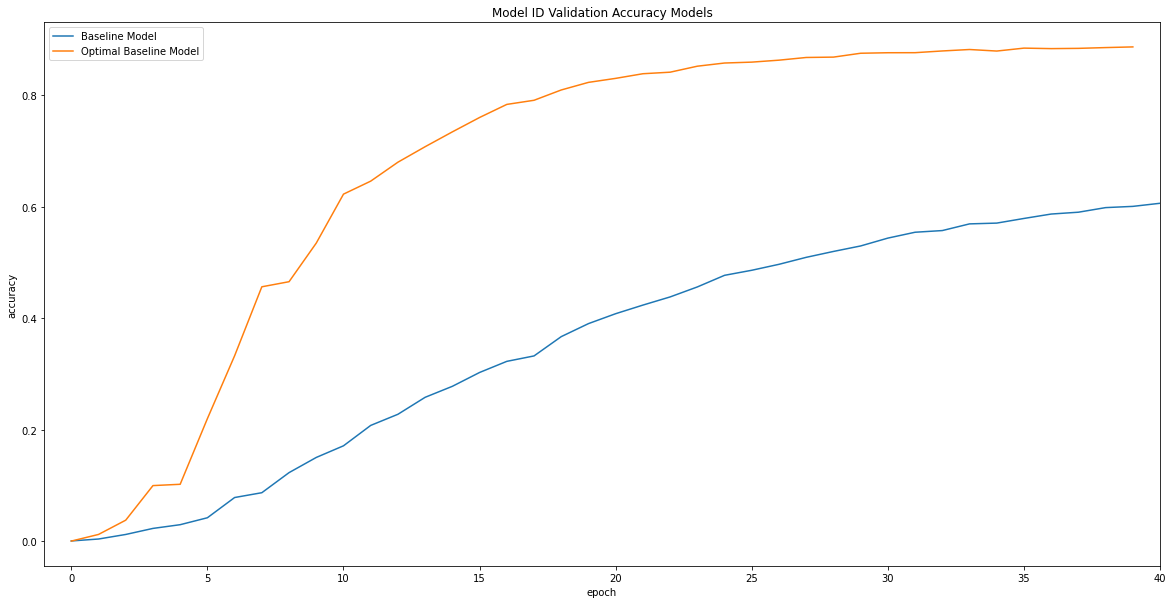 Model ID Validation Accuracy Models
Baseline Model
Optimal Baseline Model
accuracy
0.8
0.6
0.4
0.2
0.0
0 5 10 15 20 25 30 35 40
epoch